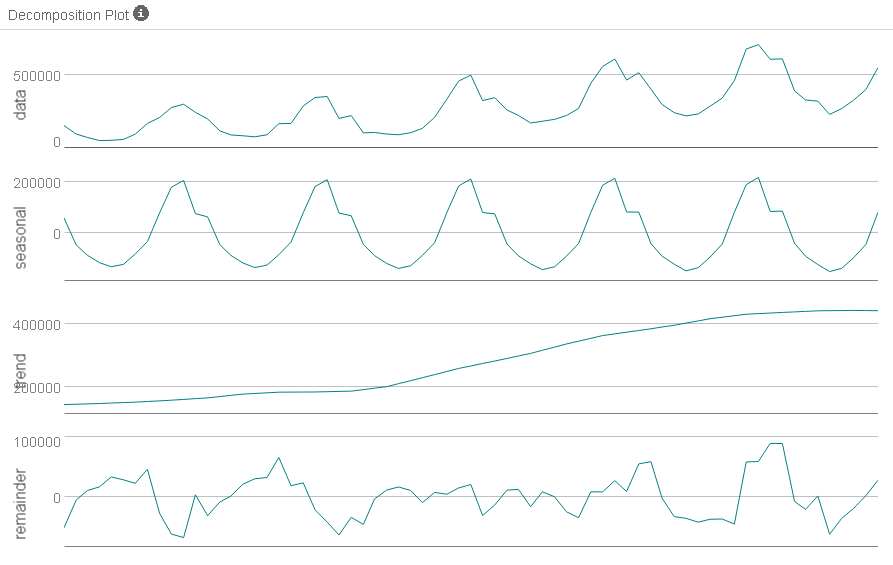 Decomposition Plot i
500000
data
0
200000
seasonal
0
400000
trend
200000
100000
remainder
0